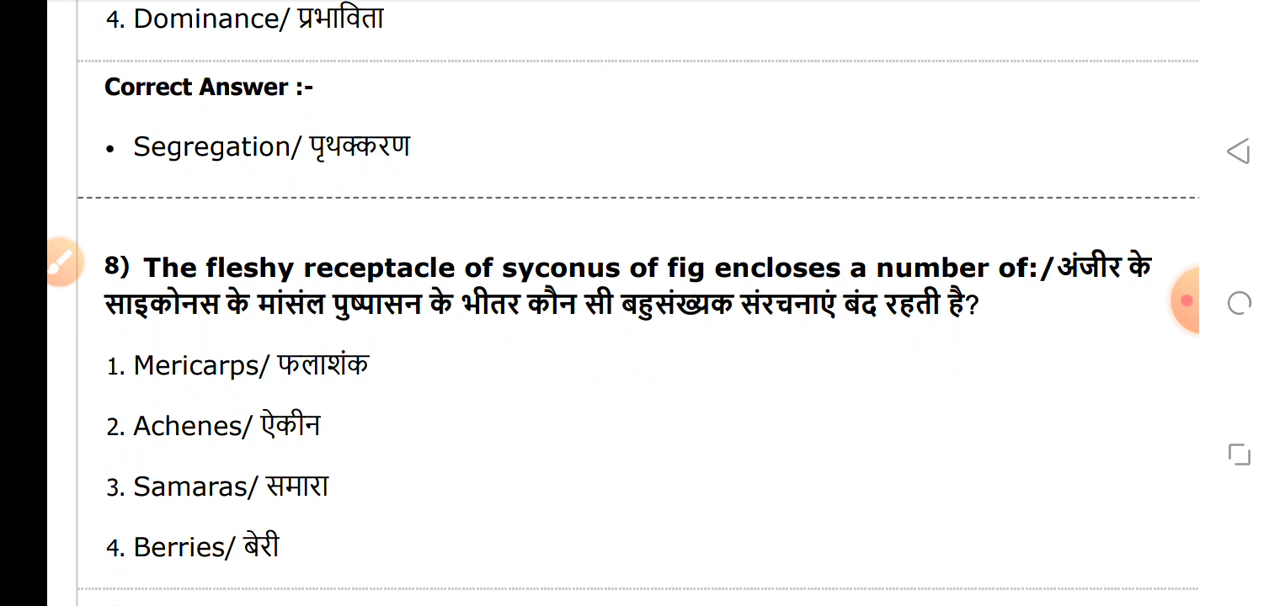 4. Dominance/ प्रभाविता
Correct Answer :-
• Segregation/ पृथक्करण
8) The fleshy receptacle of syconus of fig encloses a number of:/अंजीर के
साइकोनस के मांसंल पुष्पासन के भीतर कौन सी बहुसंख्यक संरचनाएं बंद रहती है?
1. Mericarps/ फलाशंक
2. Achenes/ ऐकीन
3. Samaras/ समारा
4. Berries/ बेरी